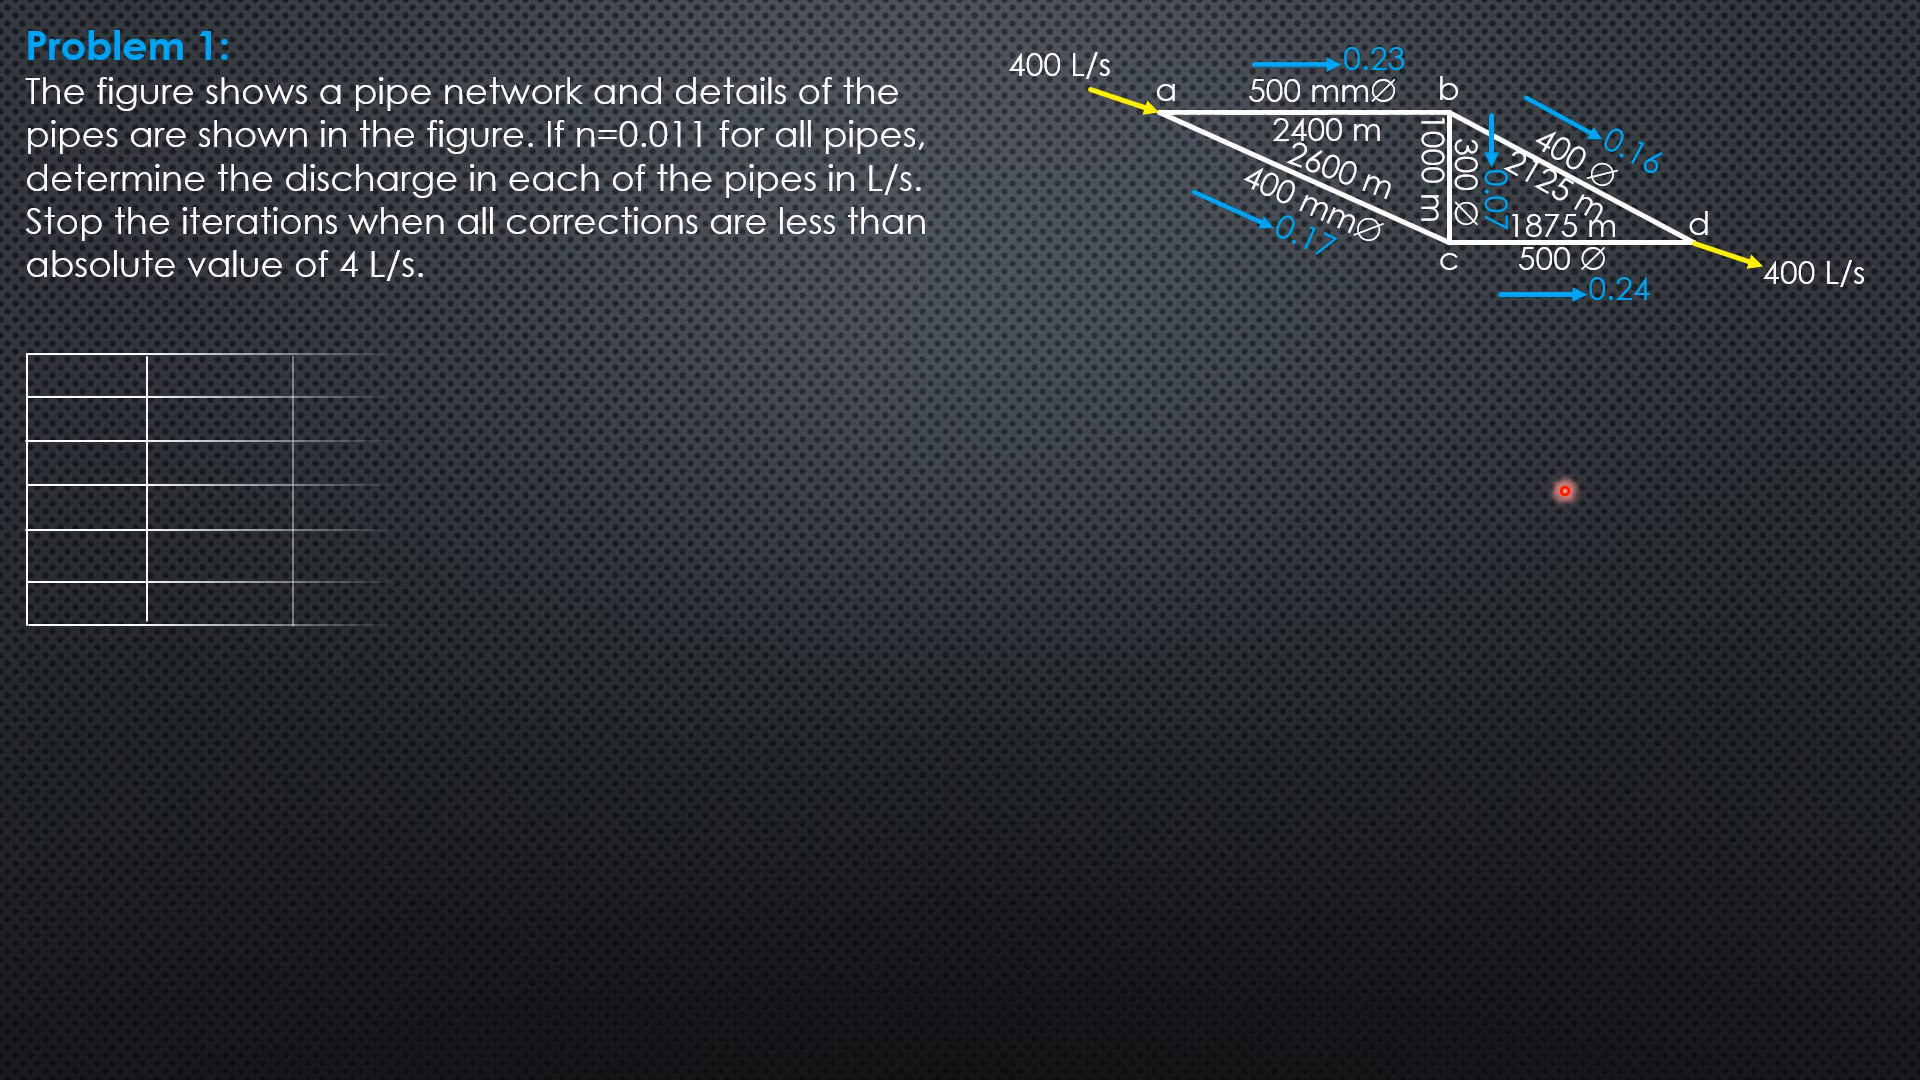 Problem 1:
The figure shows a pipe network and details of the
pipes are shown in the figure. If n=0.011 for all pipes,
determine the discharge in each of the pipes in L/s.
Stop the iterations when all corrections are less than
absolute value of 4 L/s.
400 L/s
0.23
a
500 mm∅
b
2400 m
2600 m
400 mm∅
0.17
1000 m
300 ∅
0.07
400 ∅
0.16
2125 m
1875 m
d
c
500 ∅
400 L/s
0.24